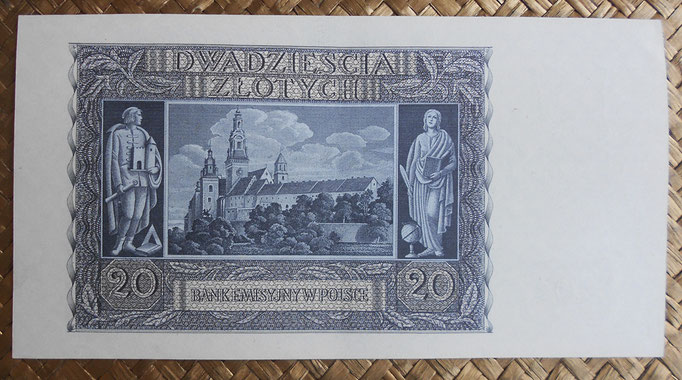 DWADZIEŚCIA
ZŁOTYCH
20
20
BANK EMISYJNY W POLSCE